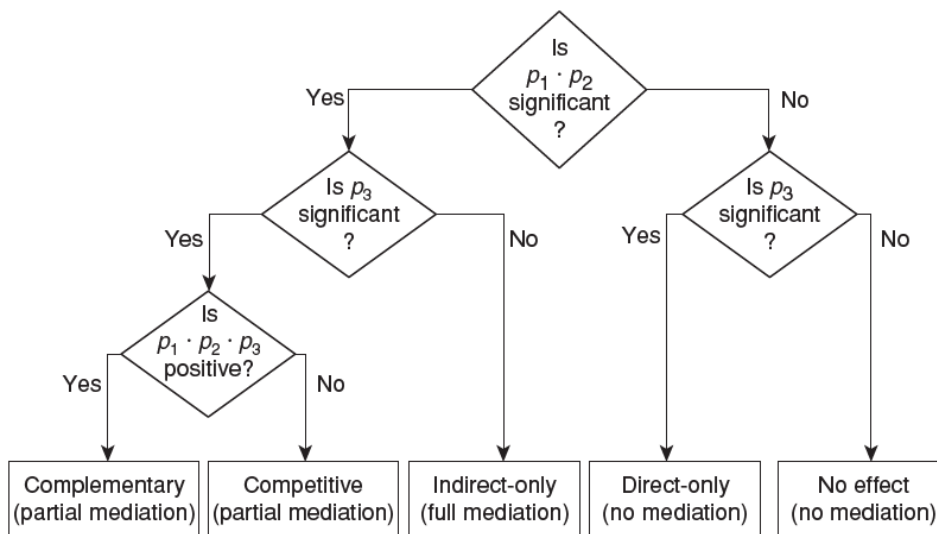 Is
p₁ · p₂
significant
?
Yes
No
Is p₃
significant
?
Yes
No
Is p₃
significant
?
Yes
No
Is
p₁ · p₂ · p₃
positive?
Yes
No
Complementary
(partial mediation)
Competitive
(partial mediation)
Indirect-only
(full mediation)
Direct-only
(no mediation)
No effect
(no mediation)